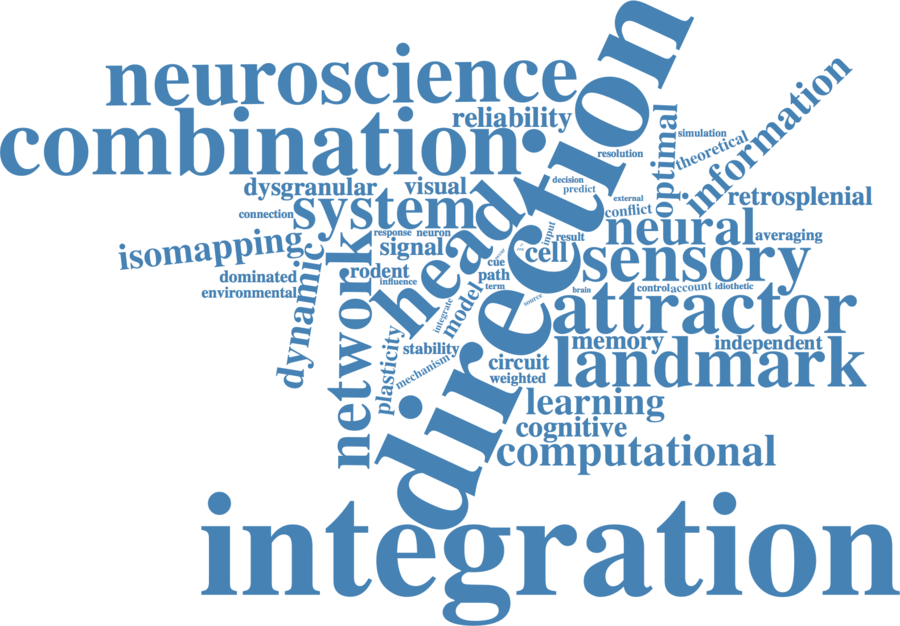 neuroscience
combination
reliability
direction
optimal
simulation
theoretical
information
resolution
decision
predict
external
conflict
retrosplenial
dysgranular
visual
connection
system
head
response
neuron
signal
isomapping
dynamic
network
rodent
influence
dominated
environmental
cue
path
term
input
result
cell
neural
averaging
sensory
brain
control
account
idiothetic
source
integrate
model
attractor
memory
independent
landmark
stability
mechanism
plasticity
circuit
weighted
learning
cognitive
computational
integration